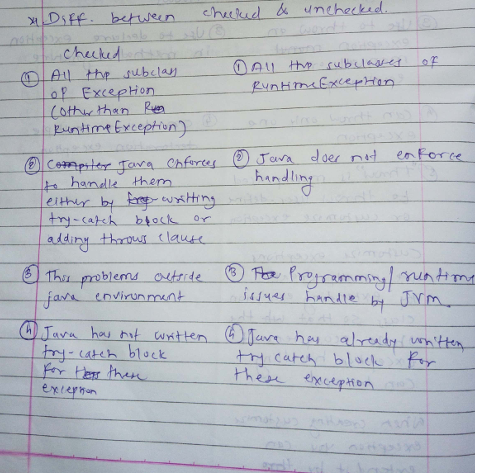 * Diff. between checked & unchecked.
Checked
① All the subclass
of Exception
(other than
RuntimeException)
① All the subclasses of
RuntimeException
② Java enforces
to handle them
either by writting
try-catch block or
adding throws clause
② Java does not enforce
handling
③ This problems outside
java environment
③ Programming/runtime
issues handle by JVM.
④ Java has not written
try-catch block
for these
exception
④ Java has already written
try catch block for
these exception